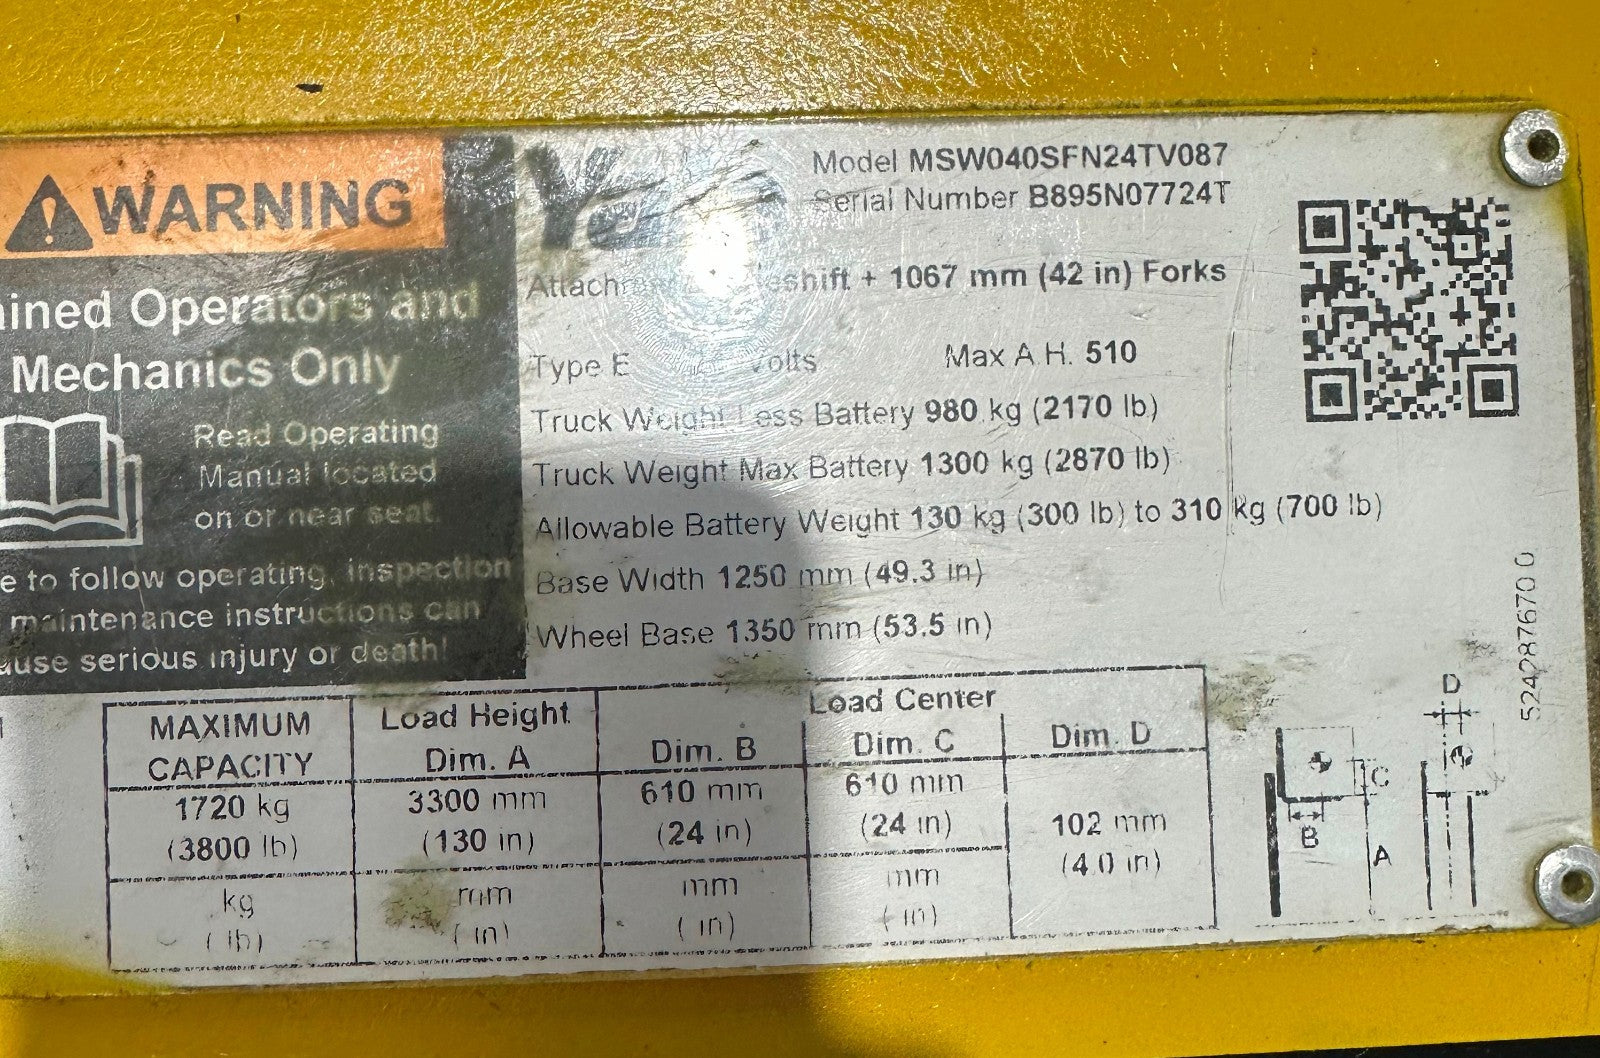 WARNING
ained Operators and
Mechanics Only
Read Operating
Manual located
on or near seat.
e to follow operating, inspection
maintenance instructions can
ause serious injury or death!
Model MSW040SFN24TV087
Serial Number B895N07724T
+ 1067 mm (42 in) Forks
Type E Volts Max A.H. 510
Truck Weight Less Battery 980 kg (2170 lb)
Truck Weight Max Battery 1300 kg (2870 lb)
Allowable Battery Weight 130 kg (300 lb) to 310 kg (700 lb)
Base Width 1250 mm (49.3 in)
Wheel Base 1350 mm (53.5 in)
524287670 0
MAXIMUM CAPACITY
Load Height
Dim. A
Load Center
Dim. B Dim. C Dim. D
1720 kg 3300 mm 610 mm 610 mm 102 mm
(3800 lb) (130 in) (24 in) (24 in) (4.0 in)
kg mm mm mm
(lb) (in) (in) (in)
D
C
B
A